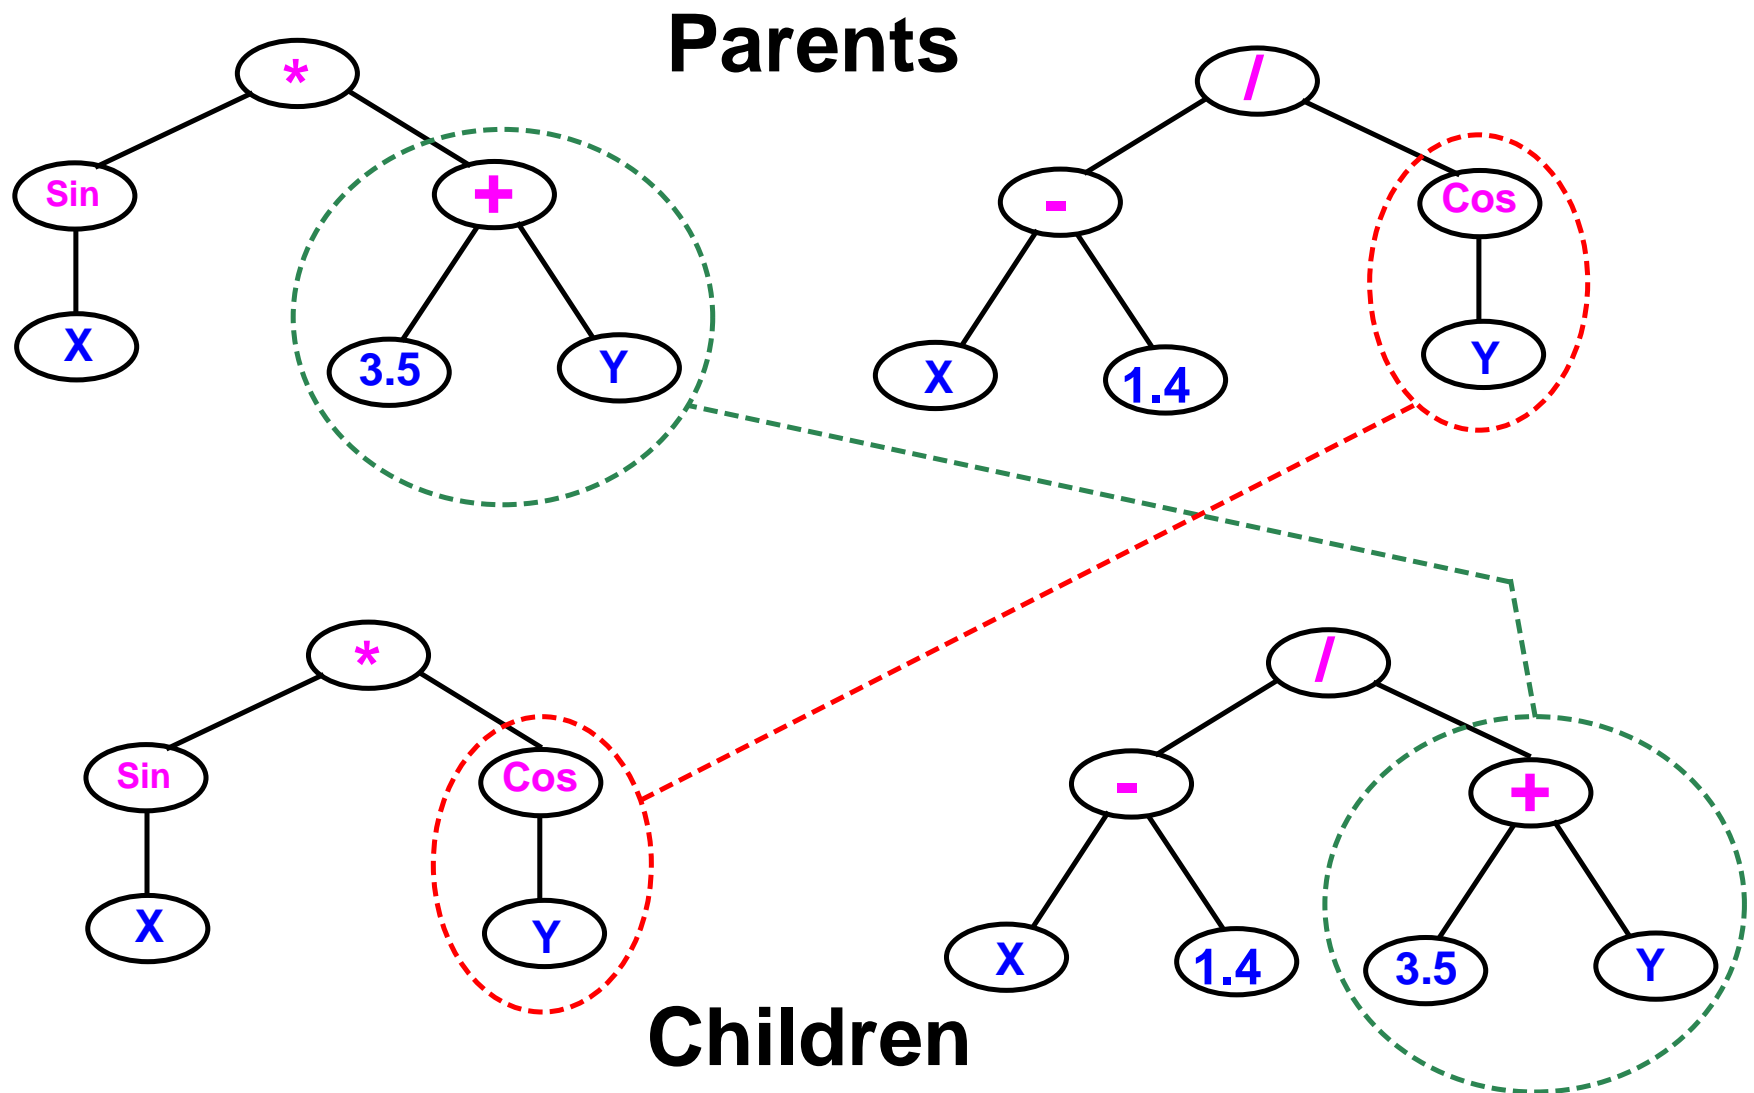 Parents
*
/
Sin
+
-
Cos
X
3.5
Y
X
1.4
Y
*
/
Sin
Cos
-
+
X
Y
X
1.4
3.5
Y
Children